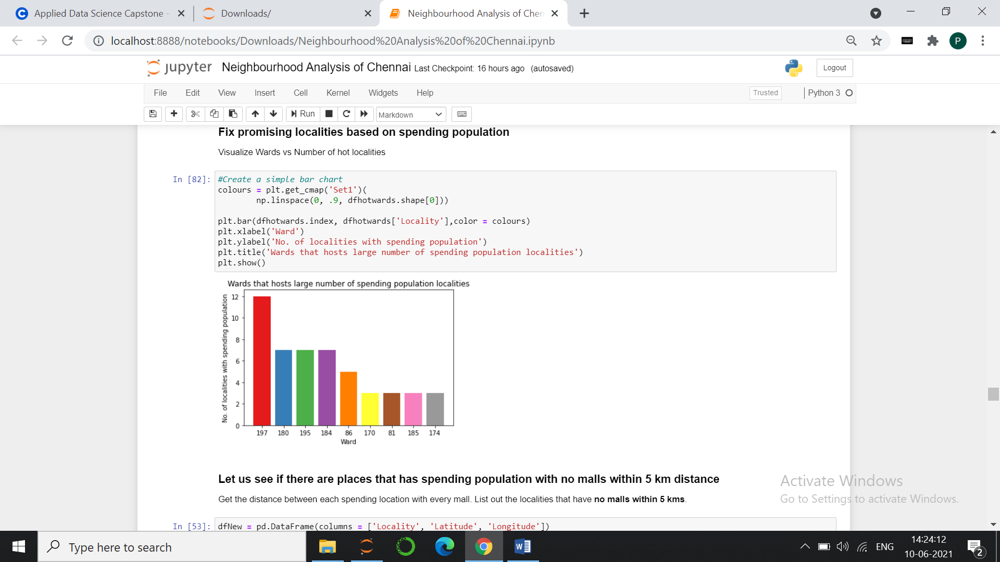 Applied Data Science Capstone -
Downloads/
Neighbourhood Analysis of Chen
localhost:8888/notebooks/Downloads/Neighbourhood%20Analysis%20of%20Chennai.ipynb
P
jupyter Neighbourhood Analysis of Chennai Last Checkpoint: 16 hours ago (autosaved)
Logout
File Edit View Insert Cell Kernel Widgets Help
Trusted
Python 3
Run
Markdown
Fix promising localities based on spending population
Visualize Wards vs Number of hot localities
In [82]: #Create a simple bar chart
colours = plt.get_cmap('Set1')(
        np.linspace(0, .9, dfhotwards.shape[0]))
plt.bar(dfhotwards.index, dfhotwards['Locality'],color = colours)
plt.xlabel('Ward')
plt.ylabel('No. of localities with spending population')
plt.title('Wards that hosts large number of spending population localities')
plt.show()
Wards that hosts large number of spending population localities
No. of localities with spending population
12
10
8
6
4
2
0
197 180 195 184 86 170 81 185 174
Ward
Let us see if there are places that has spending population with no malls within 5 km distance
Get the distance between each spending location with every mall. List out the localities that have no malls within 5 kms.
Activate Windows
Go to Settings to activate Windows.
In [53]: dfNew = pd.DataFrame(columns = ['Locality', 'Latitude', 'Longitude'])
Type here to search
W
ENG
14:24:12
10-06-2021
2